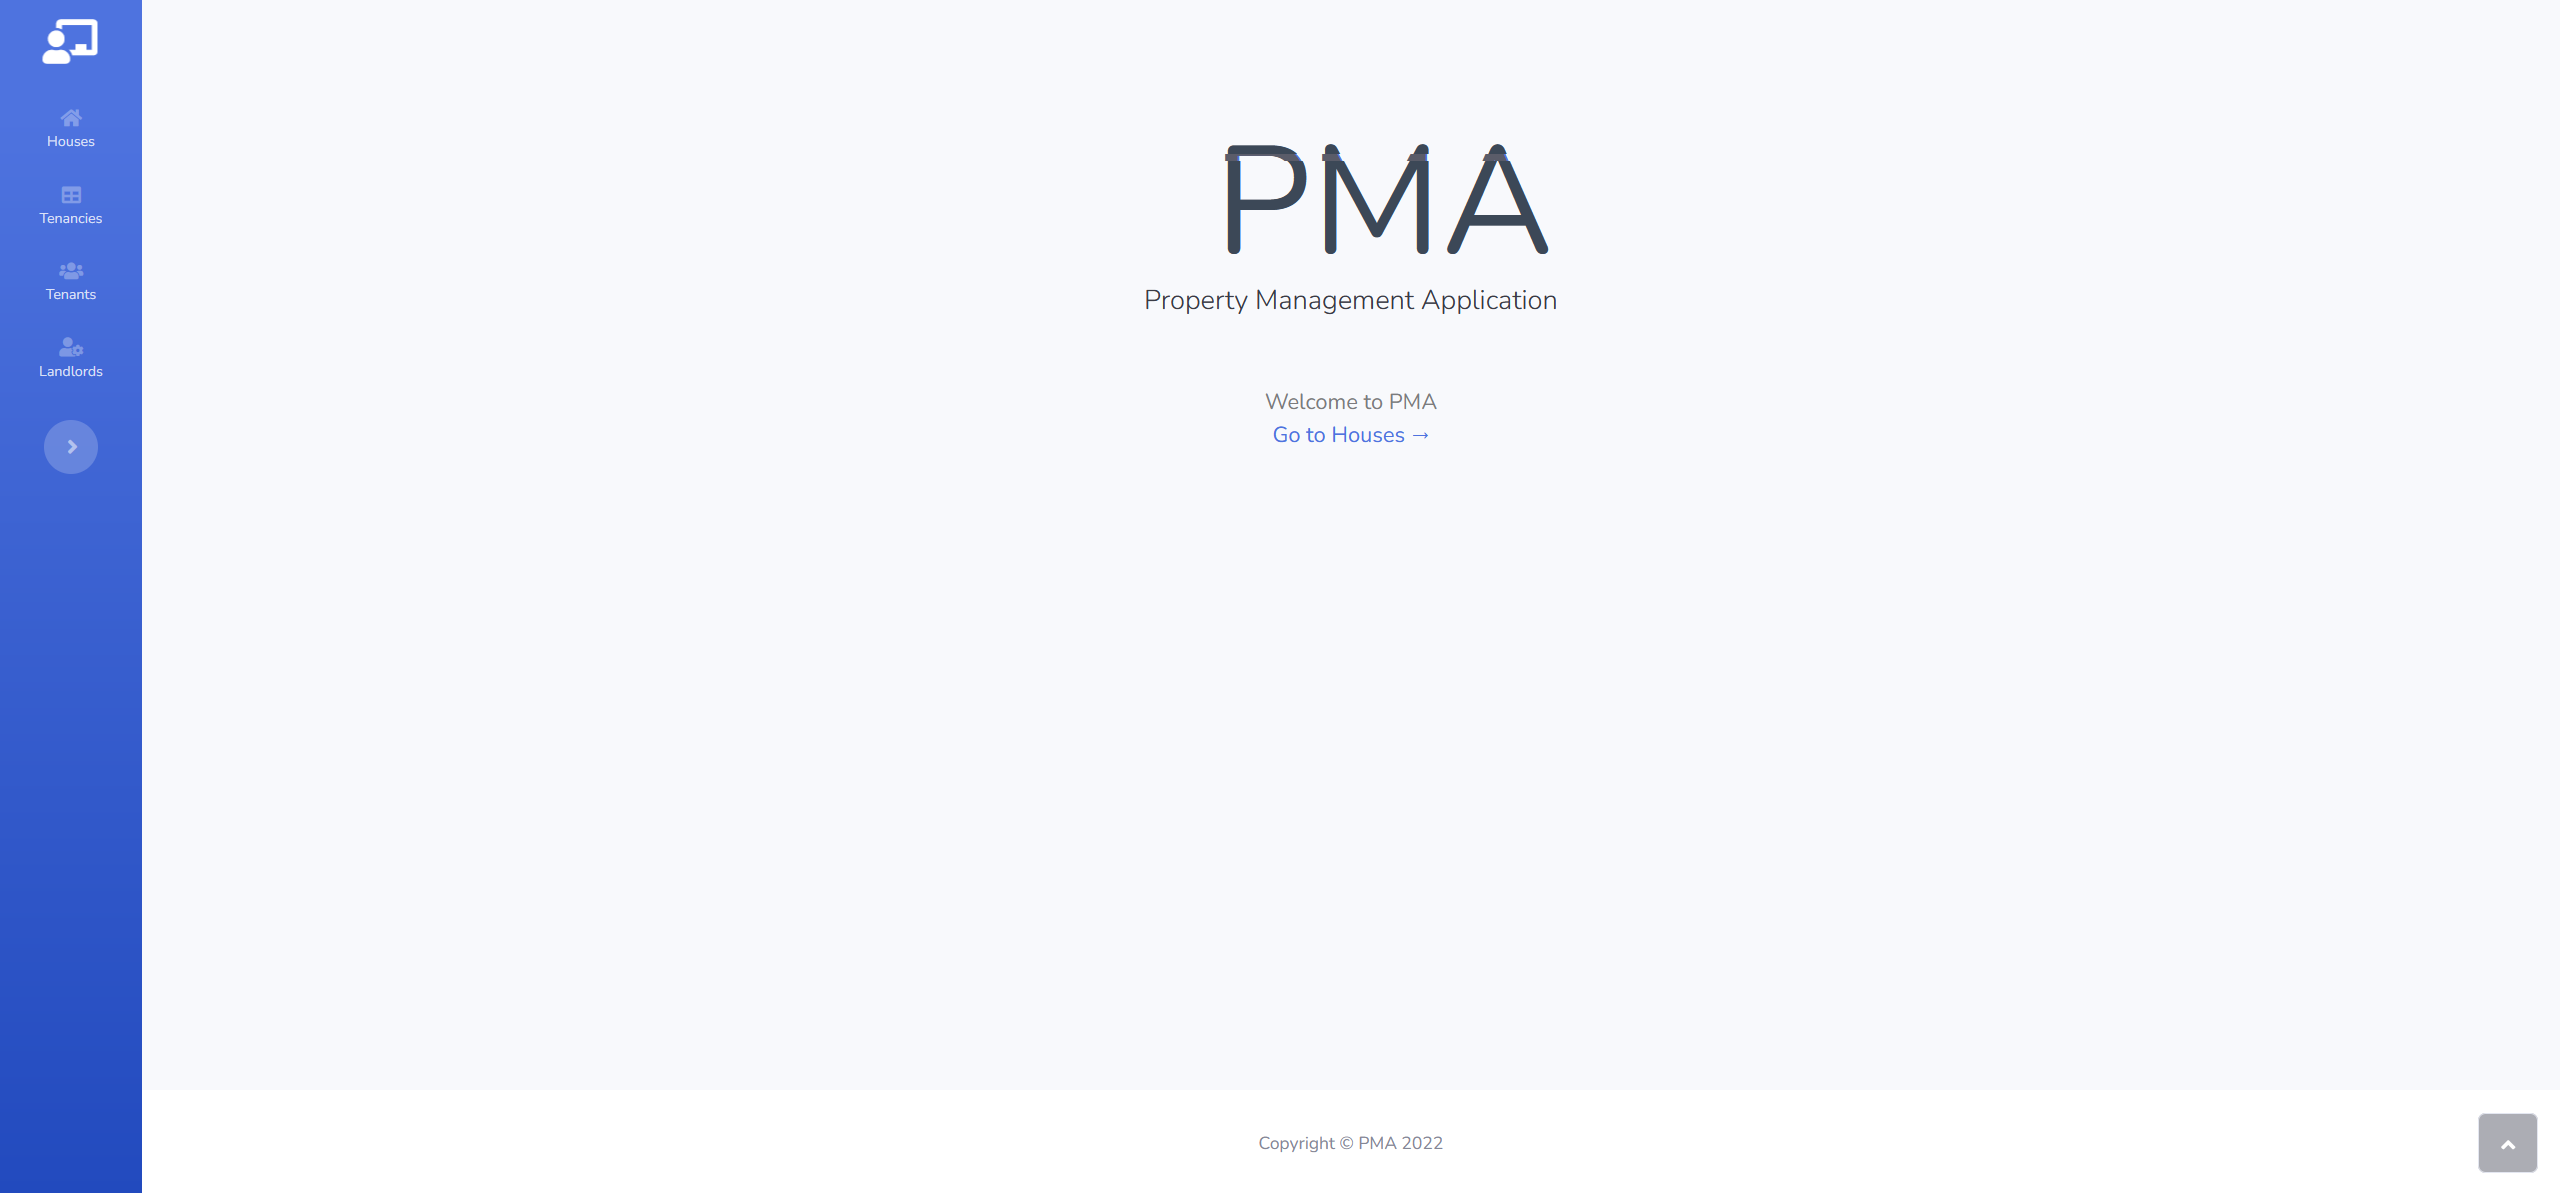 Houses
Tenancies
Tenants
Landlords
PMA
Property Management Application
Welcome to PMA
Go to Houses →
Copyright © PMA 2022